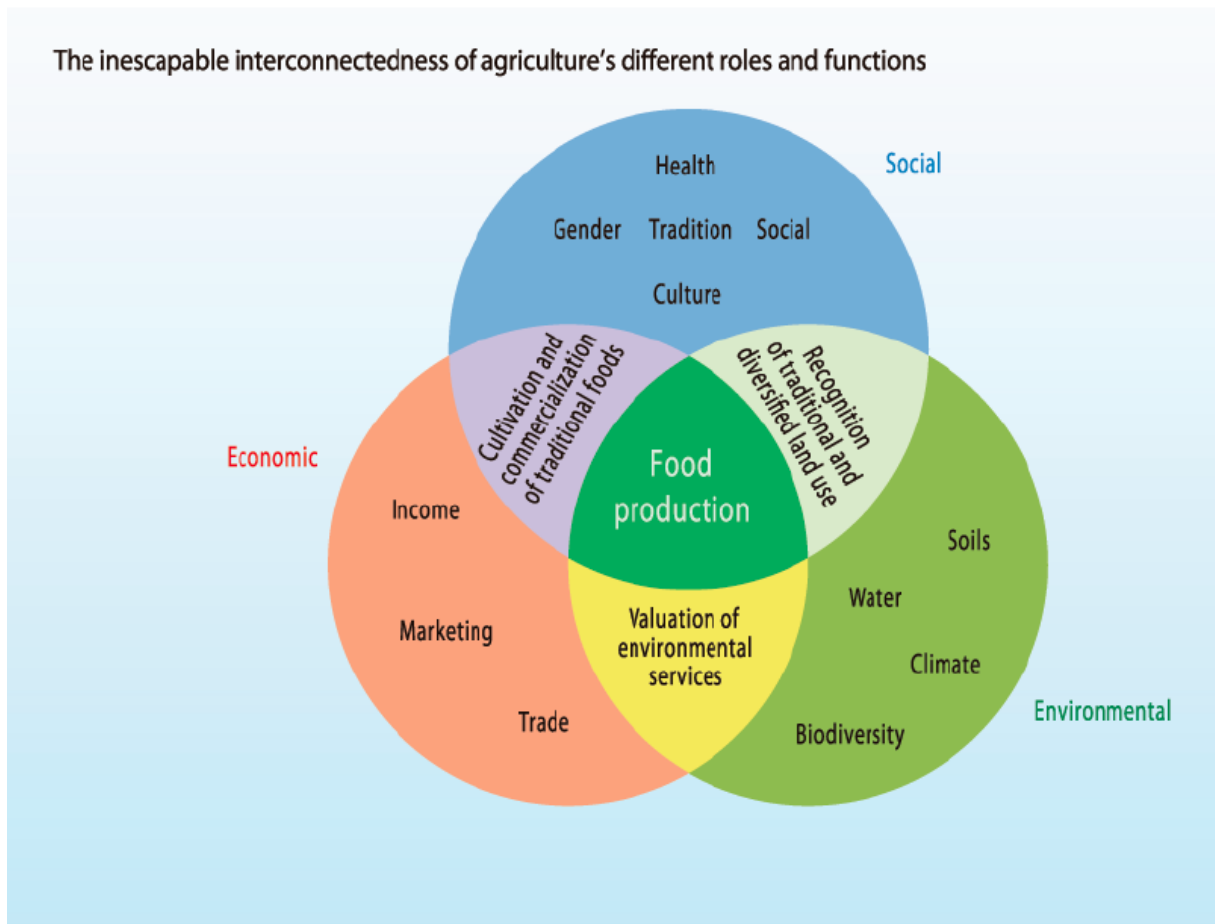 The inescapable interconnectedness of agriculture's different roles and functions
Social
Health
Gender Tradition Social
Culture
Cultivation and
commercialization
of traditional foods
Recognition
of traditional and
diversified land use
Economic
Food
production
Income
Marketing
Trade
Valuation of
environmental
services
Soils
Water
Climate
Biodiversity
Environmental